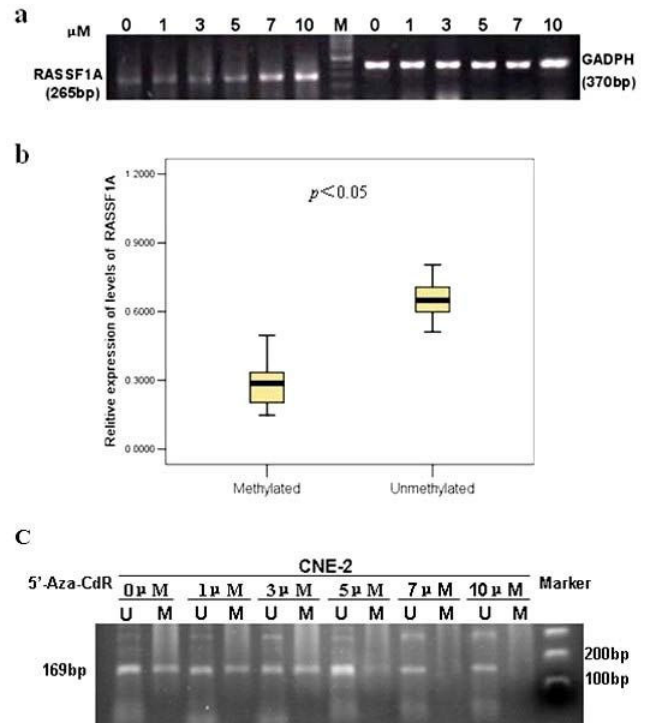 a
μM 0 1 3 5 7 10 M 0 1 3 5 7 10
RASSF1A
(265bp)
GADPH
(370bp)
b
Relitive expression of levels of RASSF1A
p<0.05
1.2000
0.9000
0.6000
0.3000
0.0000
Methylated Unmethylated
C
CNE-2
5'-Aza-CdR 0μM 1μM 3μM 5μM 7μM 10μM Marker
U M U M U M U M U M U M
169bp
200bp
100bp